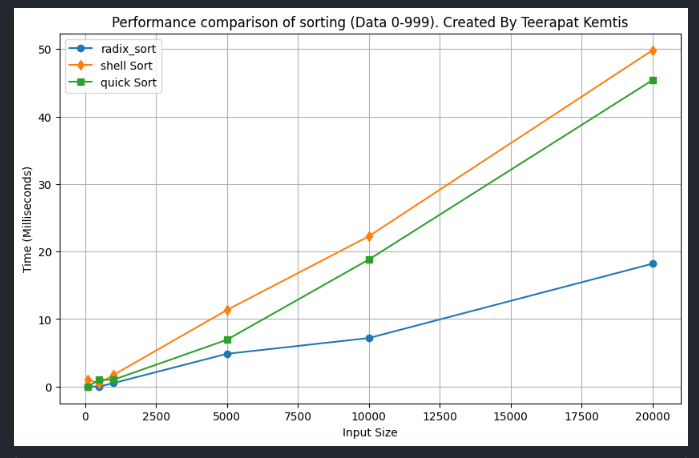 Performance comparison of sorting (Data 0-999). Created By Teerapat Kemtis
radix_sort
shell Sort
quick Sort
50
40
30
20
10
0
Time (Milliseconds)
0 2500 5000 7500 10000 12500 15000 17500 20000
Input Size